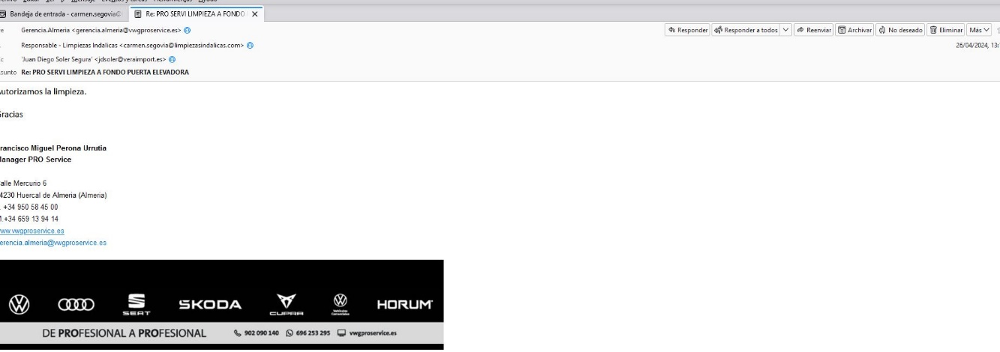 Mensaje
Bandeja de entrada - carmen.segovia@
Re: PRO SERVI LIMPIEZA A FONDO
Gerencia.Almeria <gerencia.almeria@vwgproservice.es>
Responder Responder a todos Reenviar Archivar No deseado Eliminar Más
Responsable - Limpiezas Indalicas <carmen.segovia@limpiezasindalicas.com>
26/04/2024, 13:
'Juan Diego Soler Segura' <jdsoler@veraimport.es>
sunto Re: PRO SERVI LIMPIEZA A FONDO PUERTA ELEVADORA
utorizamos la limpieza.
Gracias
rancisco Miguel Perona Urrutia
Manager PRO Service
alle Mercurio 6
4230 Huercal de Almeria (Almeria)
. +34 950 58 45 00
M.+34 659 13 94 14
www.vwgproservice.es
erencia.almeria@vwgproservice.es
SEAT ŠKODA CUPRA Vehículos Comerciales HORUM
DE PROFESIONAL A PROFESIONAL 902 090 140 696 253 295 vwgproservice.es